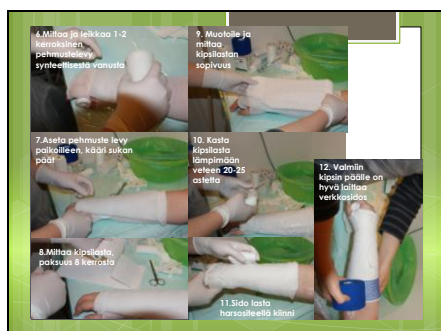 6.Mittaa ja leikkaa 1-2
kerroksinen
pehmustelevy
synteettisestä vanusta
7.Aseta pehmuste levy
paikoilleen, kääri sukan
päät
8.Mittaa kipsilasta,
paksuus 8 kerrosta
9. Muotoile ja
mittaa
kipsilastan
sopivuus
10. Kasta
kipsilasta
lämpimään
veteen 20-25
astetta
11.Sido lasta
harsositeellä kiinni
12. Valmiin
kipsin päälle on
hyvä laittaa
verkkosidos